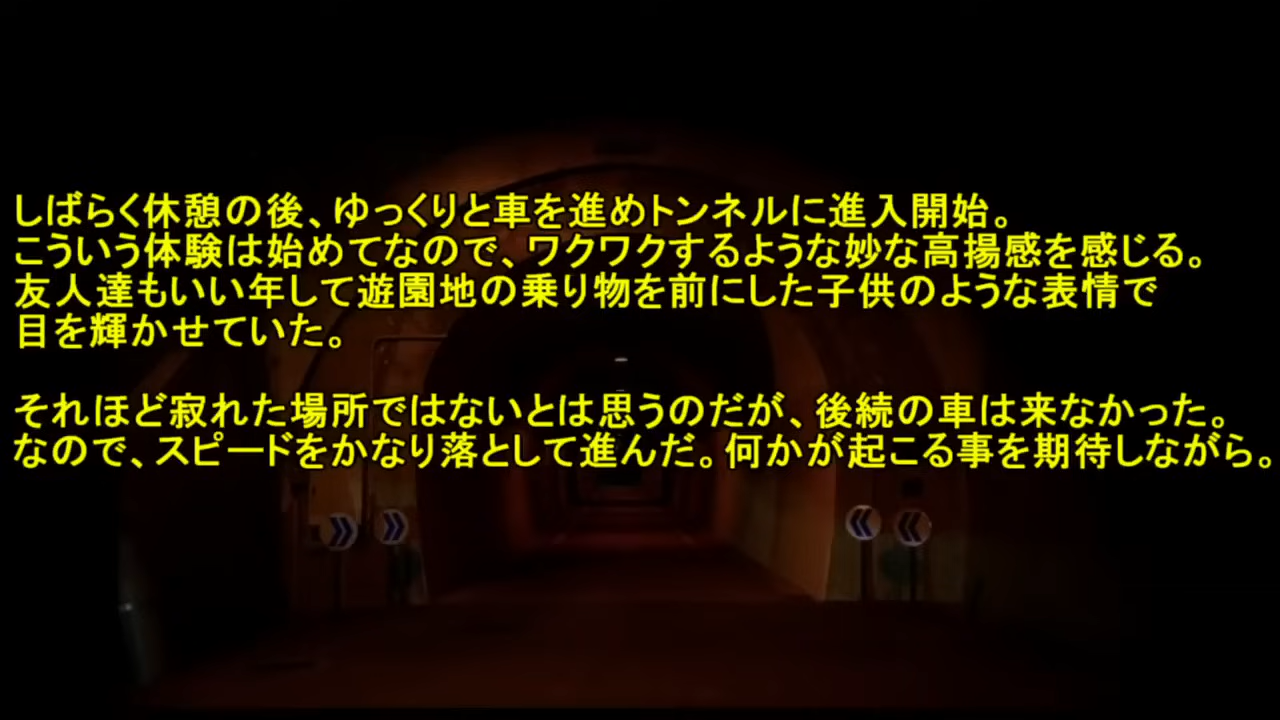 しばらく休憩の後、ゆっくりと車を進めトンネルに進入開始。
こういう体験は始めてなので、ワクワクするような妙な高揚感を感じる。
友人達もいい年して遊園地の乗り物を前にした子供のような表情で
目を輝かせていた。
それほど寂れた場所ではないとは思うのだが、後続の車は来なかった。
なので、スピードをかなり落として進んだ。何かが起こる事を期待しながら。